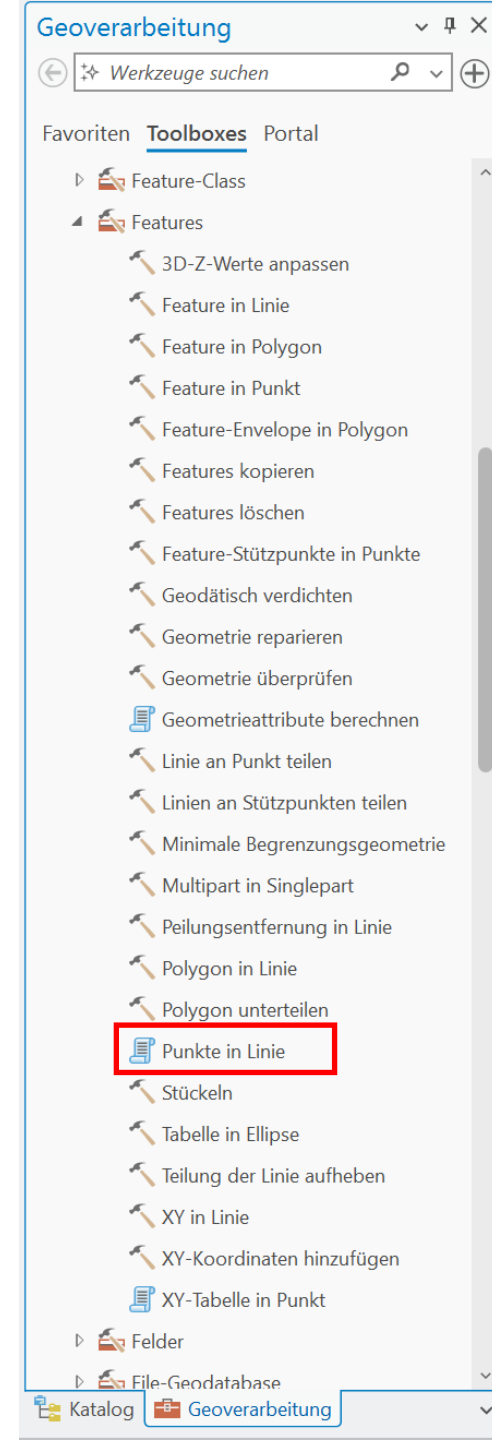 Geoverarbeitung
Werkzeuge suchen
Favoriten Toolboxes Portal
Feature-Class
Features
3D-Z-Werte anpassen
Feature in Linie
Feature in Polygon
Feature in Punkt
Feature-Envelope in Polygon
Features kopieren
Features löschen
Feature-Stützpunkte in Punkte
Geodätisch verdichten
Geometrie reparieren
Geometrie überprüfen
Geometrieattribute berechnen
Linie an Punkt teilen
Linien an Stützpunkten teilen
Minimale Begrenzungsgeometrie
Multipart in Singlepart
Peilungsentfernung in Linie
Polygon in Linie
Polygon unterteilen
Punkte in Linie
Stückeln
Tabelle in Ellipse
Teilung der Linie aufheben
XY in Linie
XY-Koordinaten hinzufügen
XY-Tabelle in Punkt
Felder
File-Geodatabase
Katalog Geoverarbeitung